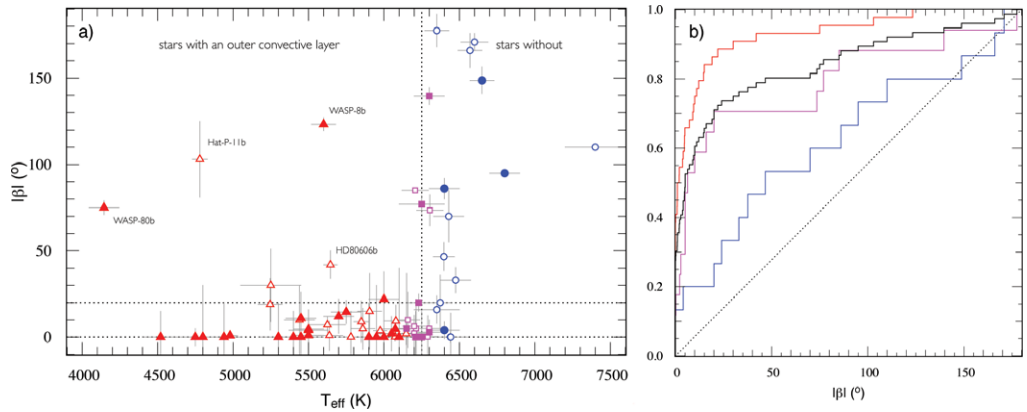 a)
stars with an outer convective layer
stars without
WASP-8b
Hat-P-11b
WASP-80b
HD80606b
|β| (º)
150
100
50
0
4000 4500 5000 5500 6000 6500 7000 7500
Teff (K)
b)
1.0
0.8
0.6
0.4
0.2
0.0
0 50 100 150
|β| (º)